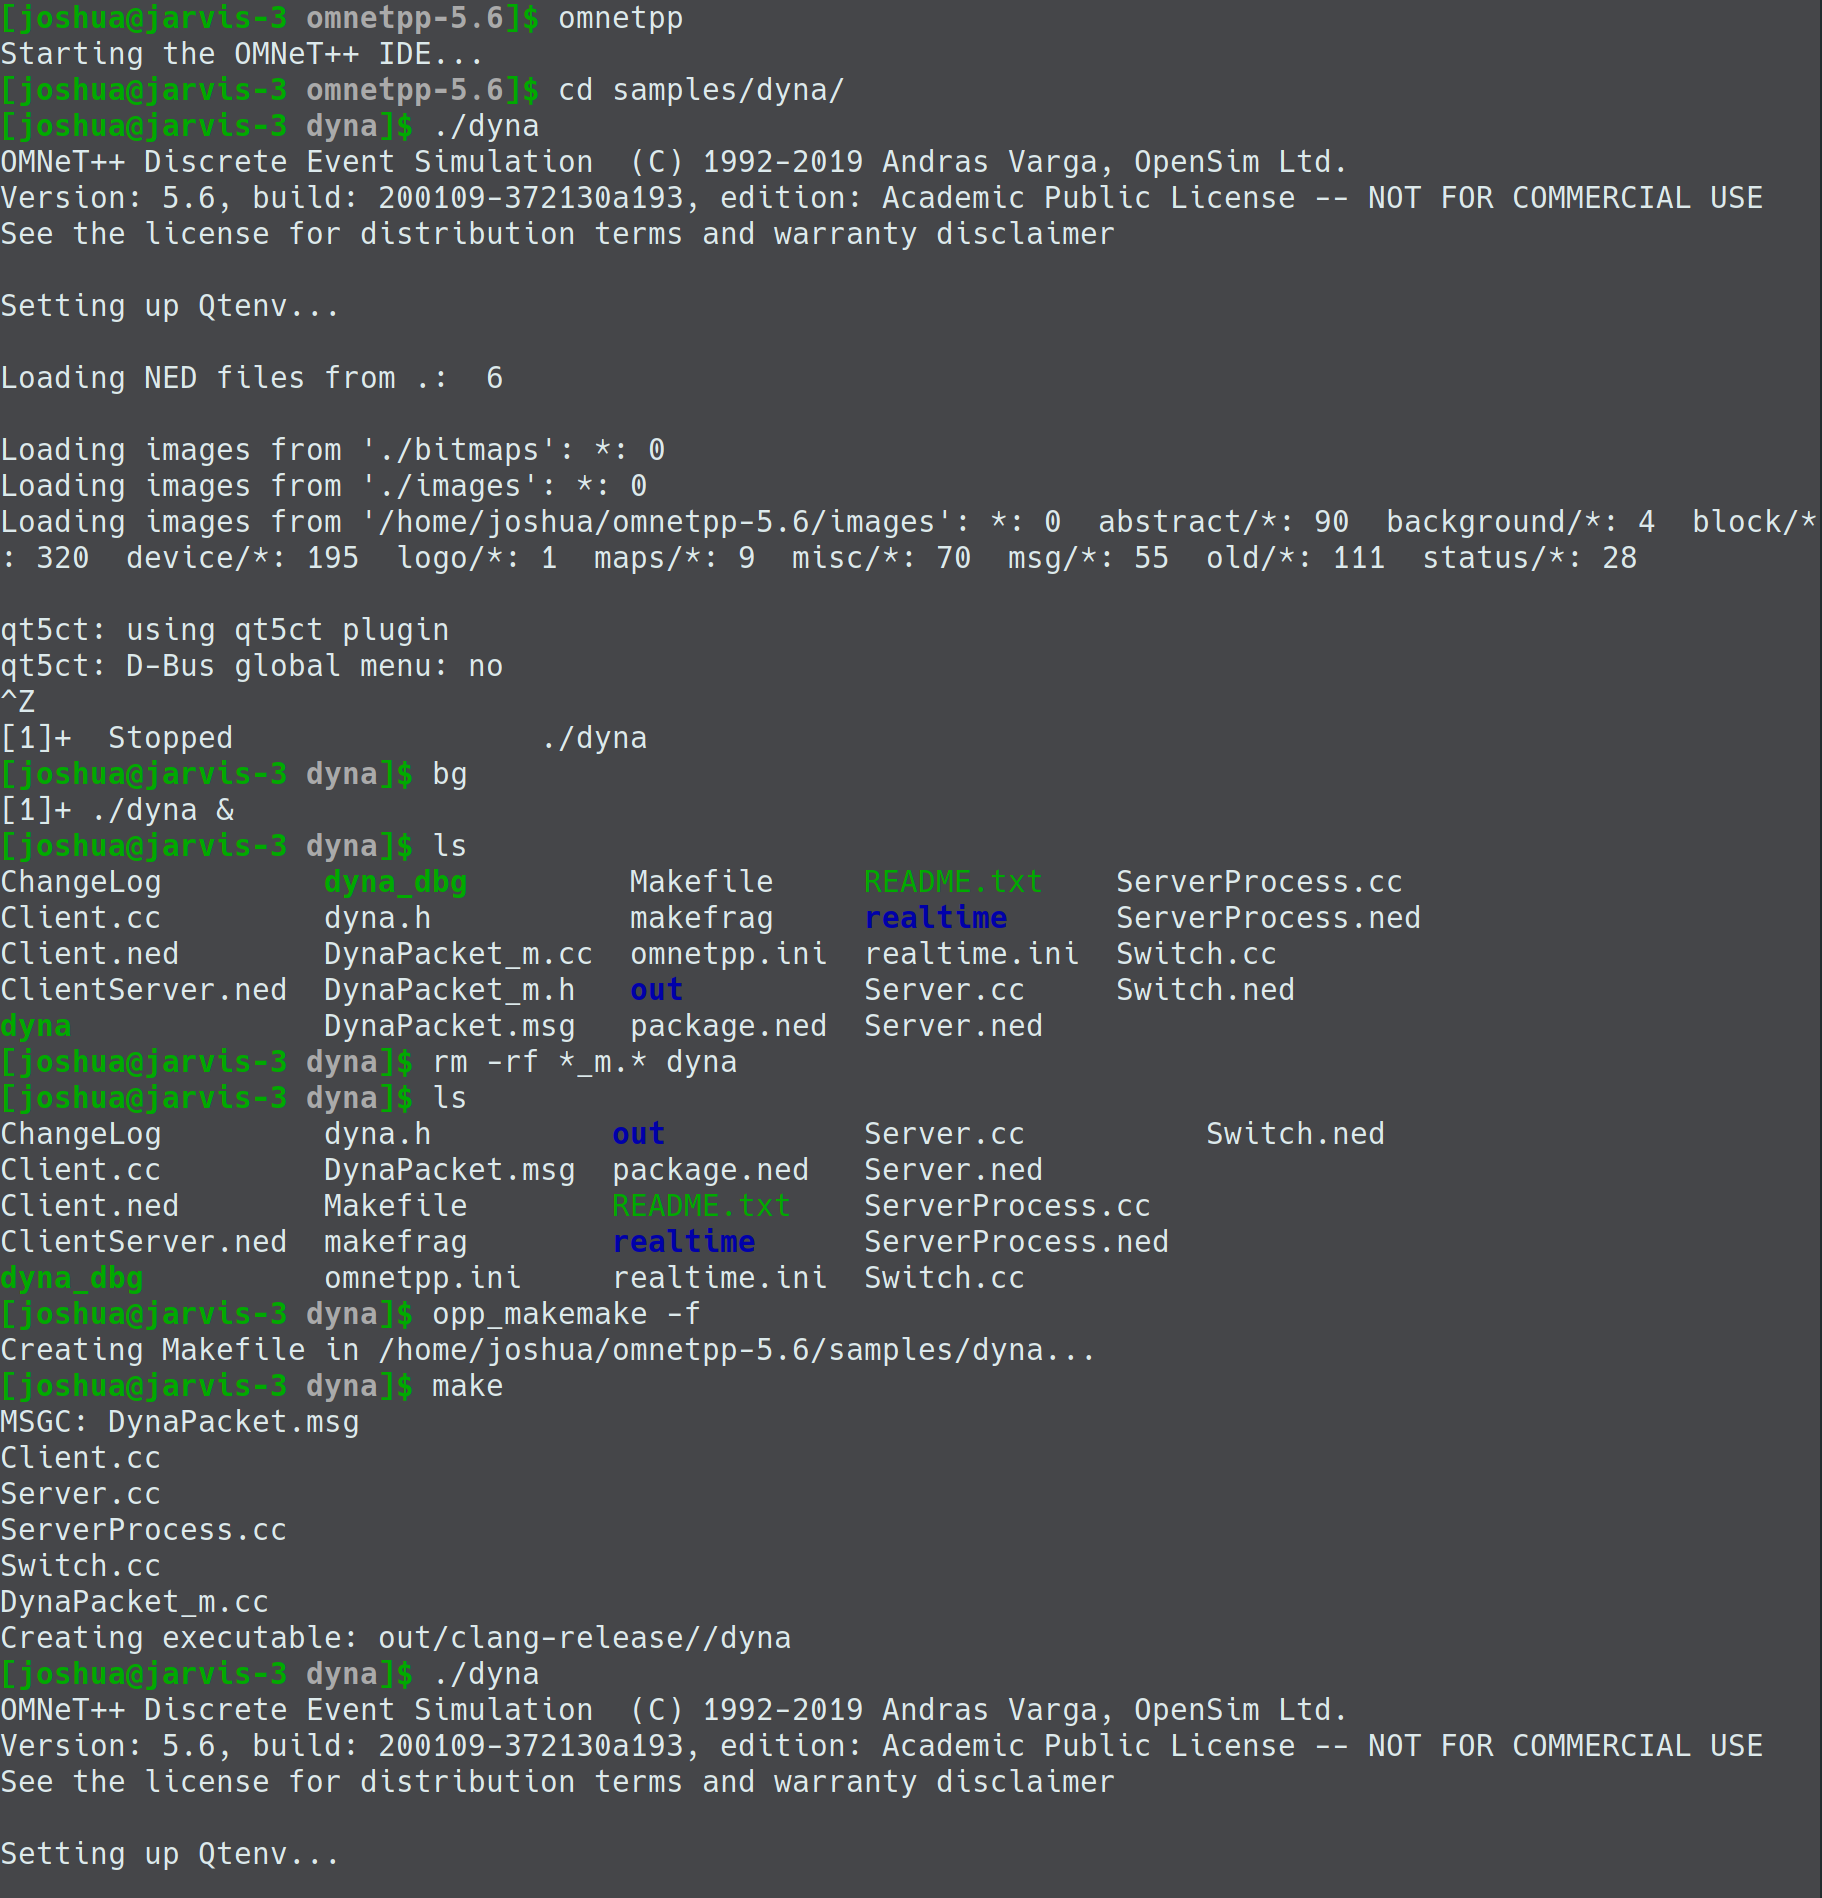 [joshua@jarvis-3 omnetpp-5.6]$ omnetpp
Starting the OMNeT++ IDE...
[joshua@jarvis-3 omnetpp-5.6]$ cd samples/dyna/
[joshua@jarvis-3 dyna]$ ./dyna
OMNeT++ Discrete Event Simulation  (C) 1992-2019 Andras Varga, OpenSim Ltd.
Version: 5.6, build: 200109-372130a193, edition: Academic Public License -- NOT FOR COMMERCIAL USE
See the license for distribution terms and warranty disclaimer

Setting up Qtenv...

Loading NED files from .:  6

Loading images from './bitmaps': *: 0
Loading images from './images': *: 0
Loading images from '/home/joshua/omnetpp-5.6/images': *: 0  abstract/*: 90  background/*: 4  block/*
: 320  device/*: 195  logo/*: 1  maps/*: 9  misc/*: 70  msg/*: 55  old/*: 111  status/*: 28

qt5ct: using qt5ct plugin
qt5ct: D-Bus global menu: no
^Z
[1]+  Stopped                 ./dyna
[joshua@jarvis-3 dyna]$ bg
[1]+ ./dyna &
[joshua@jarvis-3 dyna]$ ls
ChangeLog         dyna_dbg         Makefile     README.txt    ServerProcess.cc
Client.cc         dyna.h           makefrag     realtime      ServerProcess.ned
Client.ned        DynaPacket_m.cc  omnetpp.ini  realtime.ini  Switch.cc
ClientServer.ned  DynaPacket_m.h   out          Server.cc     Switch.ned
dyna              DynaPacket.msg   package.ned  Server.ned
[joshua@jarvis-3 dyna]$ rm -rf *_m.* dyna
[joshua@jarvis-3 dyna]$ ls
ChangeLog         dyna.h          out           Server.cc          Switch.ned
Client.cc         DynaPacket.msg  package.ned   Server.ned
Client.ned        Makefile        README.txt    ServerProcess.cc
ClientServer.ned  makefrag        realtime      ServerProcess.ned
dyna_dbg          omnetpp.ini     realtime.ini  Switch.cc
[joshua@jarvis-3 dyna]$ opp_makemake -f
Creating Makefile in /home/joshua/omnetpp-5.6/samples/dyna...
[joshua@jarvis-3 dyna]$ make
MSGC: DynaPacket.msg
Client.cc
Server.cc
ServerProcess.cc
Switch.cc
DynaPacket_m.cc
Creating executable: out/clang-release//dyna
[joshua@jarvis-3 dyna]$ ./dyna
OMNeT++ Discrete Event Simulation  (C) 1992-2019 Andras Varga, OpenSim Ltd.
Version: 5.6, build: 200109-372130a193, edition: Academic Public License -- NOT FOR COMMERCIAL USE
See the license for distribution terms and warranty disclaimer

Setting up Qtenv...